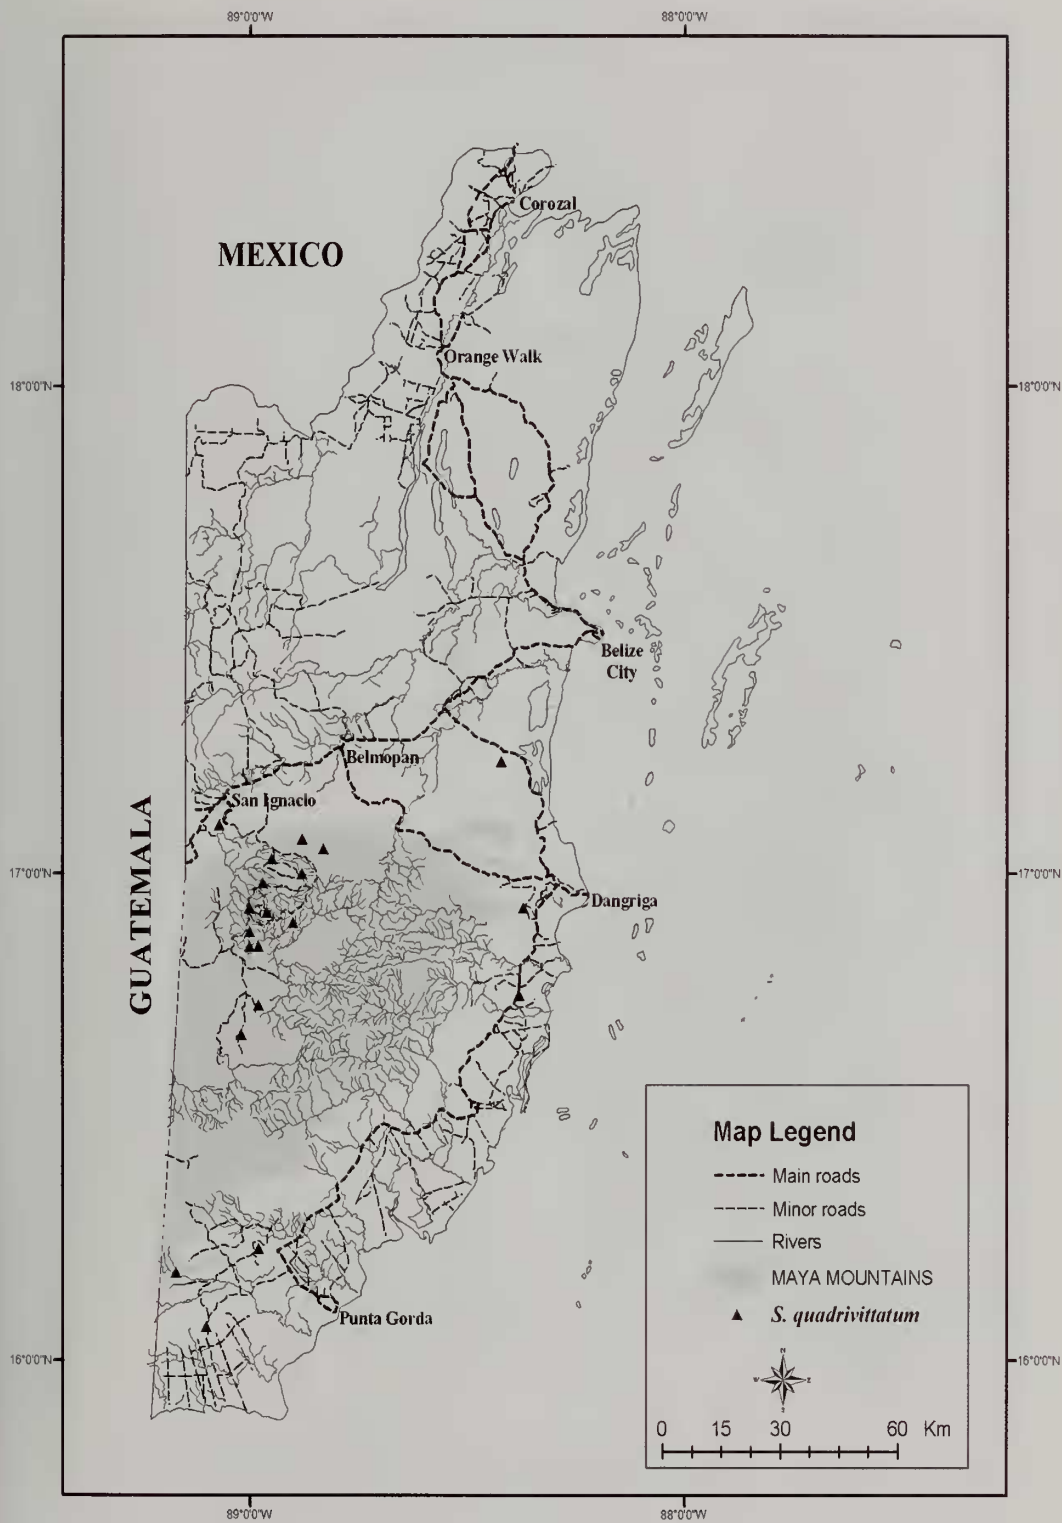 89°0'0"W
88°0'0"W
MEXICO
Corozal
Orange Walk
18°0'0"N
18°0'0"N
Belize
City
Belmopan
San Ignacio
GUATEMALA
17°0'0"N
17°0'0"N
Dangriga
Map Legend
Main roads
Minor roads
Rivers
MAYA MOUNTAINS
S. quadrivittatum
Punta Gorda
16°0'0"N
16°0'0"N
N
W
E
S
0 15 30 60 Km
89°0'0"W
88°0'0"W